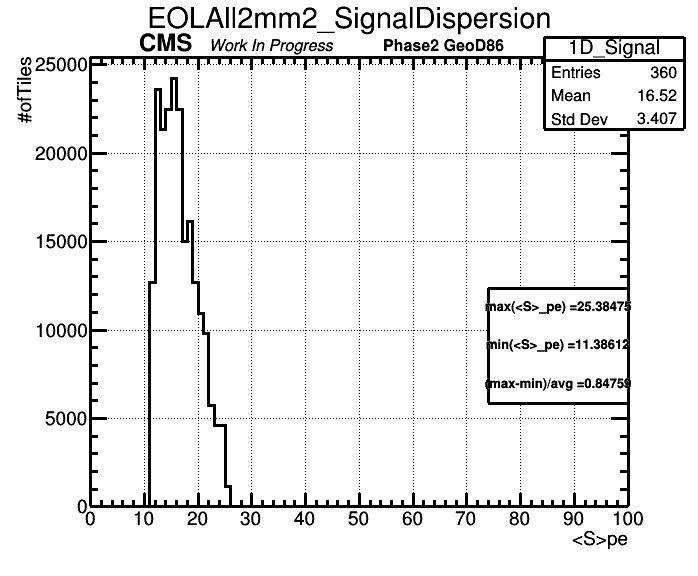 EOLAll2mm2_SignalDispersion
CMS Work In Progress Phase2 GeoD86
1D_Signal
Entries 360
Mean 16.52
Std Dev 3.407
#ofTiles
25000
20000
15000
10000
5000
0
max(<S>_pe) =25.38475
min(<S>_pe) =11.38612
(max-min)/avg =0.84759
0 10 20 30 40 50 60 70 80 90 100
<S>pe